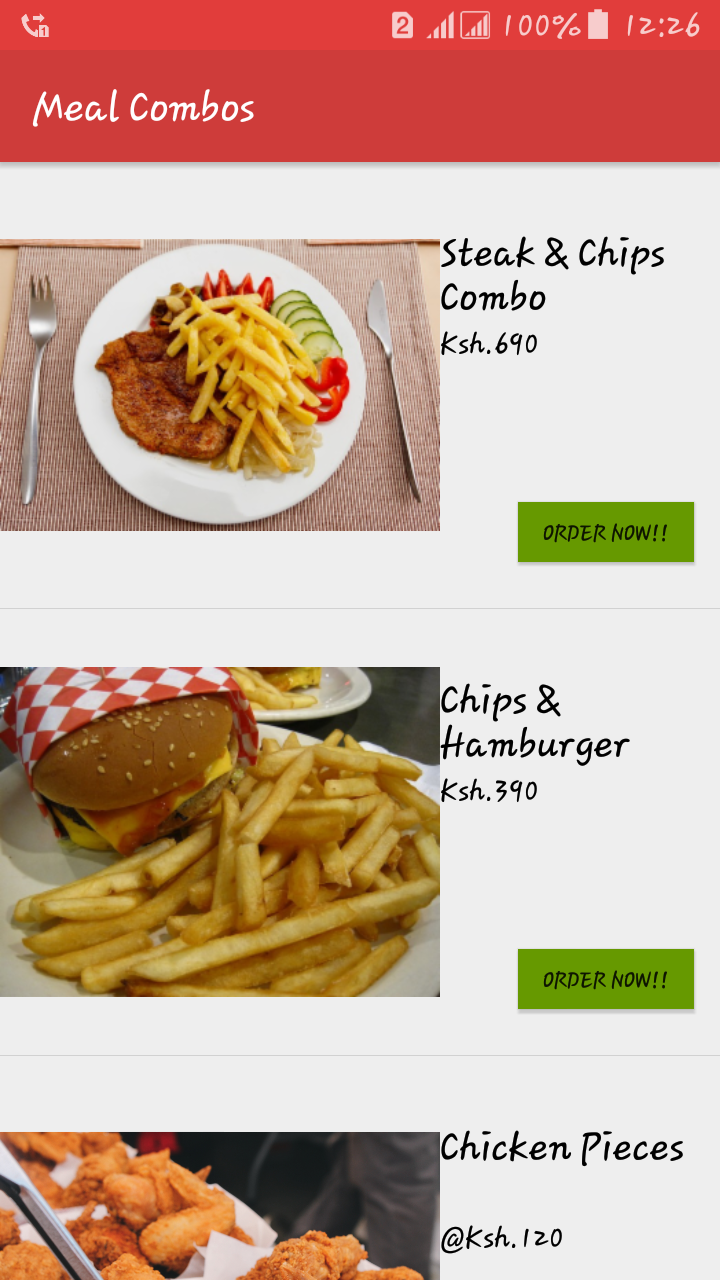 2 100% 12:26
Meal Combos
Steak & Chips
Combo
Ksh.690
ORDER NOW!!
Chips &
Hamburger
Ksh.390
ORDER NOW!!
Chicken Pieces
@Ksh.120